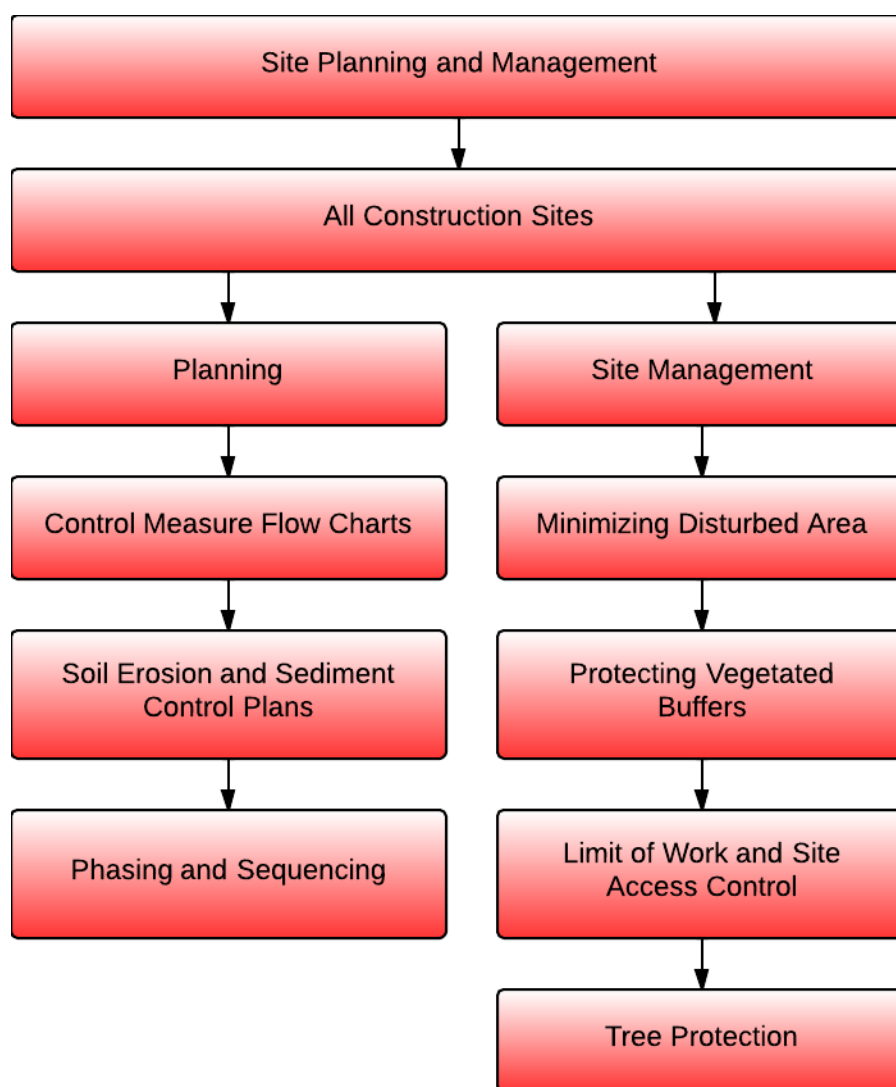 Site Planning and Management
All Construction Sites
Planning
Site Management
Control Measure Flow Charts
Minimizing Disturbed Area
Soil Erosion and Sediment
Control Plans
Protecting Vegetated
Buffers
Phasing and Sequencing
Limit of Work and Site
Access Control
Tree Protection